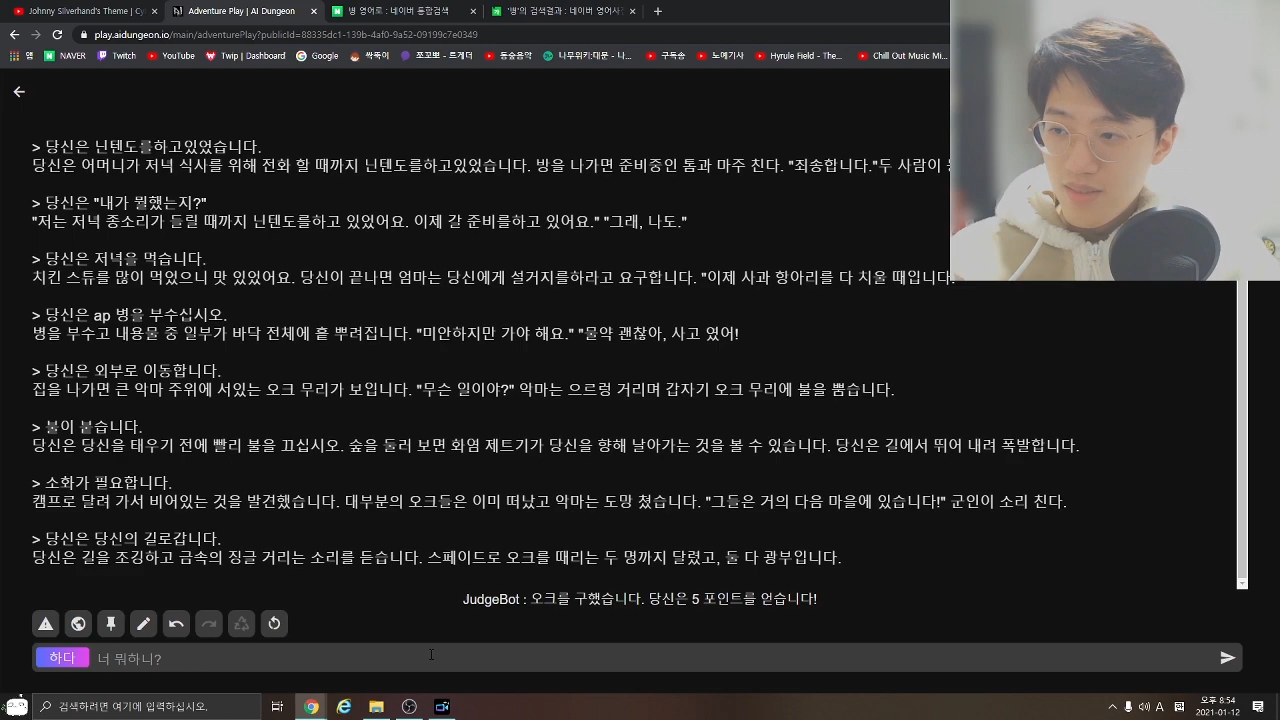 Johnny Silverhand's Theme | Cy
Adventure Play | AI Dungeon
병 영어로 : 네이버 통합검색
'병'의 검색결과 : 네이버 영어사
play.aidungeon.io/main/adventurePlay?publicId=88335dc1-139b-4af0-9a52-09199c7e0349
앱 NAVER Twitch YouTube Twip | Dashboard Google 싹뚝이 쪼꼬뽀 - 트게더 동숲음악 나무위키:대문 - 나... 구독송 노예기사 Hyrule Field - The... Chill Out Music Mi...
> 당신은 닌텐도를하고있었습니다.
당신은 어머니가 저녁 식사를 위해 전화 할 때까지 닌텐도를하고있었습니다. 방을 나가면 준비중인 톰과 마주 친다. "죄송합니다."두 사람이
> 당신은 "내가 뭘했는지?"
"저는 저녁 종소리가 들릴 때까지 닌텐도를하고 있었어요. 이제 갈 준비를하고 있어요." "그래, 나도."
> 당신은 저녁을 먹습니다.
치킨 스튜를 많이 먹었으니 맛 있었어요. 당신이 끝나면 엄마는 당신에게 설거지를하라고 요구합니다. "이제 사과 항아리를 다 치울 때입니다.
> 당신은 ap 병을 부수십시오.
병을 부수고 내용물 중 일부가 바닥 전체에 흩 뿌려집니다. "미안하지만 가야 해요." "물약 괜찮아, 사고 였어!
> 당신은 외부로 이동합니다.
집을 나가면 큰 악마 주위에 서있는 오크 무리가 보입니다. "무슨 일이야?" 악마는 으르렁 거리며 갑자기 오크 무리에 불을 뿜습니다.
> 불이 붙습니다.
당신은 당신을 태우기 전에 빨리 불을 끄십시오. 숲을 둘러 보면 화염 제트기가 당신을 향해 날아가는 것을 볼 수 있습니다. 당신은 길에서 뛰어 내려 폭발합니다.
> 소화가 필요합니다.
캠프로 달려 가서 비어있는 것을 발견했습니다. 대부분의 오크들은 이미 떠났고 악마는 도망 쳤습니다. "그들은 거의 다음 마을에 있습니다!" 군인이 소리 친다.
> 당신은 당신의 길로갑니다.
당신은 길을 조깅하고 금속의 징글 거리는 소리를 듣습니다. 스페이드로 오크를 때리는 두 명까지 달렸고, 둘 다 광부입니다.
JudgeBot : 오크를 구했습니다. 당신은 5 포인트를 얻습니다!
하다 너 뭐하니?
검색하려면 여기에 입력하십시오.
A 오후 8:54
2021-01-12